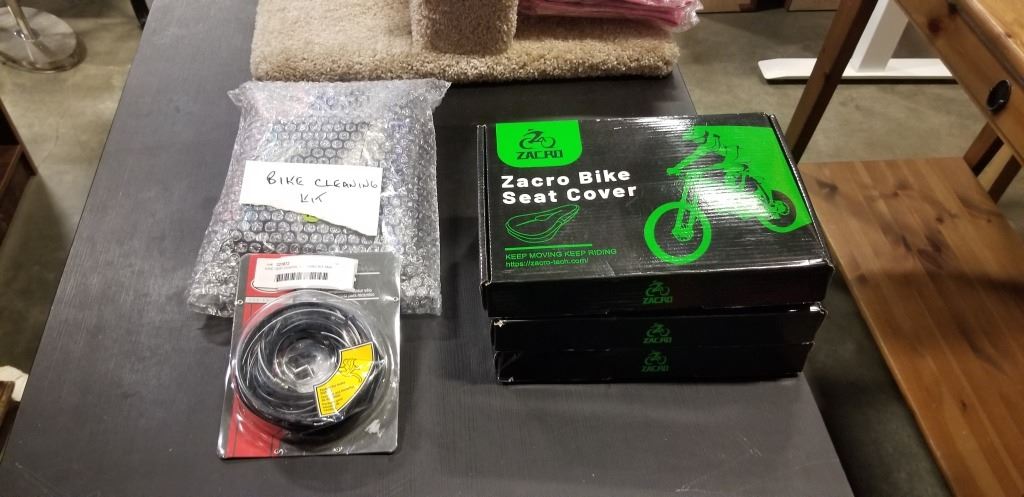 BIKE CLEANING
KIT
ZACRO
Zacro Bike
Seat Cover
KEEP MOVING KEEP RIDING
https://zacro-tech.com/
ZACRO
ZACRO
ZACRO